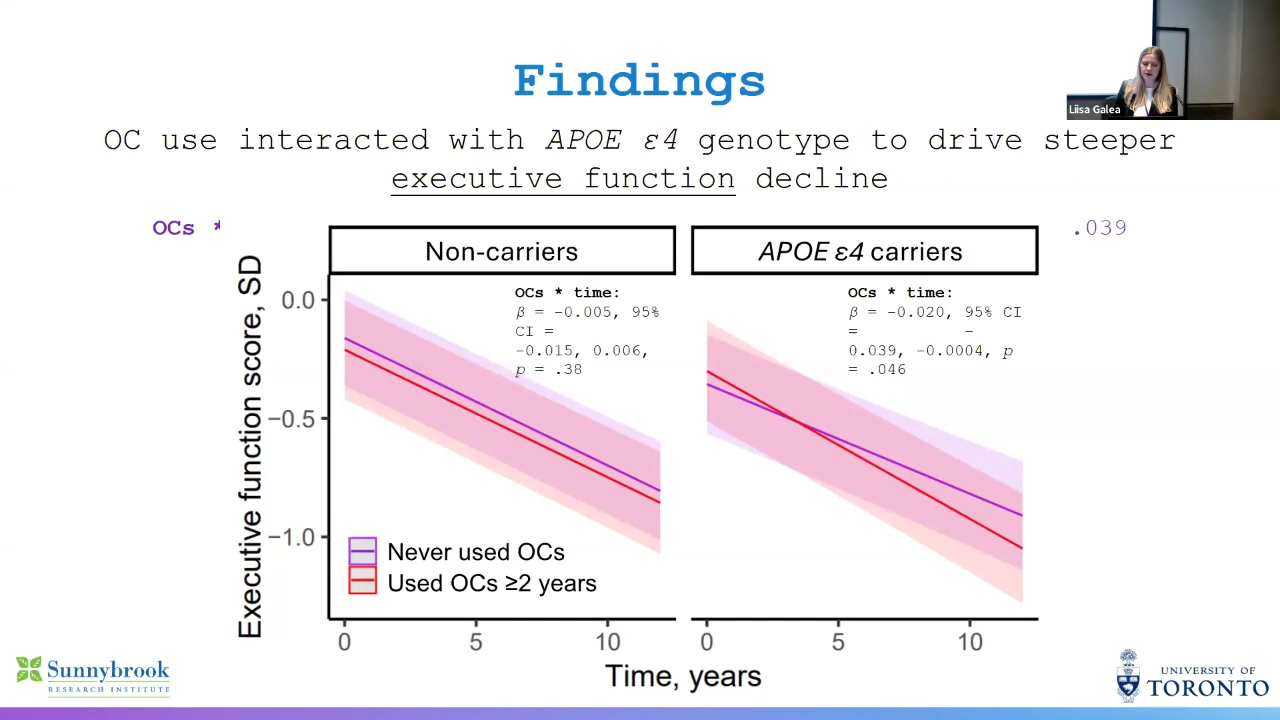 Findings
Liisa Galea
OC use interacted with APOE ε4 genotype to drive steeper
executive function decline
OCs *
.039
Non-carriers
APOE ε4 carriers
OCs * time:
β = −0.005, 95%
CI =
−0.015, 0.006,
p = .38
OCs * time:
β = −0.020, 95% CI
= −
0.039, −0.0004, p
= .046
Executive function score, SD
0.0
−0.5
−1.0
Never used OCs
Used OCs ≥2 years
0
5
10
0
5
10
Time, years
Sunnybrook
RESEARCH INSTITUTE
UNIVERSITY OF
TORONTO